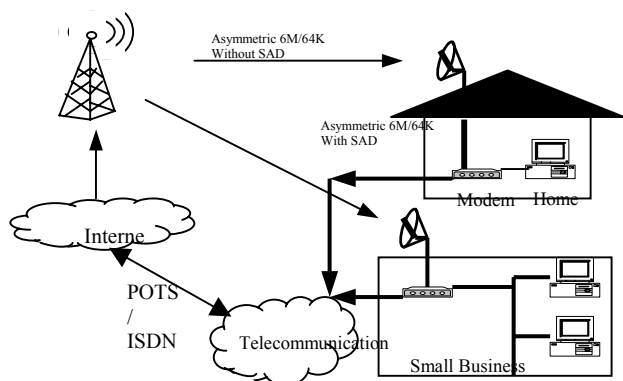 Asymmetric 6M/64K
Without SAD
Asymmetric 6M/64K
With SAD
Modem
Home
Interne
POTS
/
ISDN
Telecommunication
Small Business